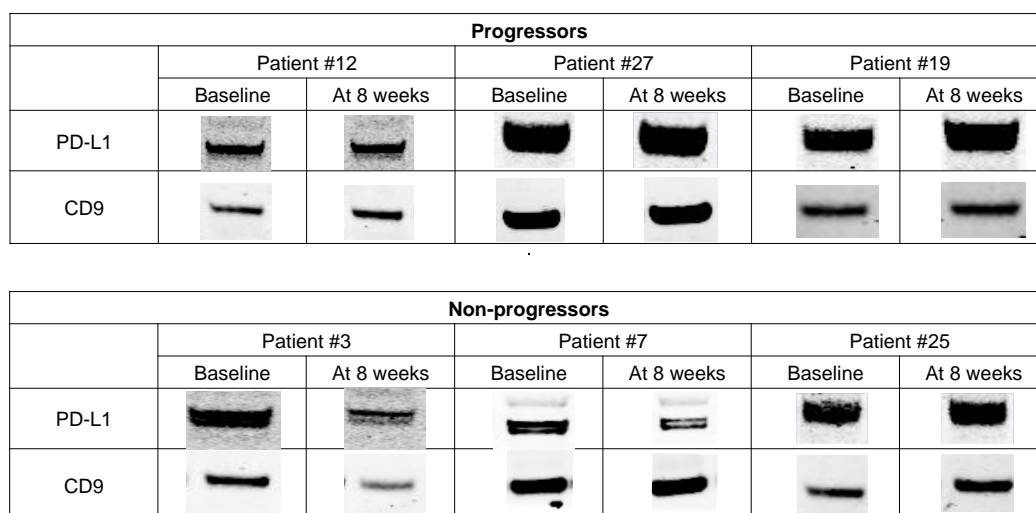 Progressors
Patient #12 Patient #27 Patient #19
Baseline At 8 weeks Baseline At 8 weeks Baseline At 8 weeks
PD-L1
CD9
Non-progressors
Patient #3 Patient #7 Patient #25
Baseline At 8 weeks Baseline At 8 weeks Baseline At 8 weeks
PD-L1
CD9